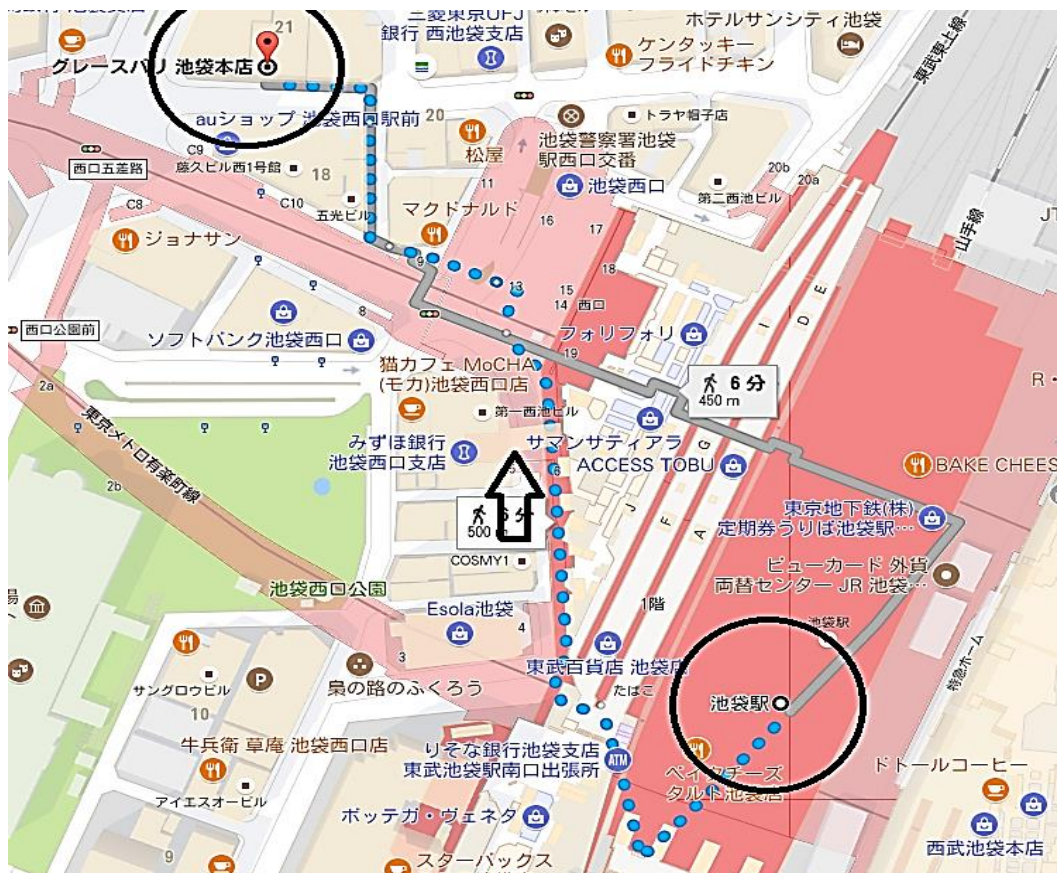 21
三菱東京UFJ
銀行 西池袋支店
ホテルサンシティ池袋
ケンタッキー
フライドチキン
東武東上線
グレースバリ 池袋本店
auショップ 池袋西口駅前
20
トラヤ帽子店
池袋警察署池袋
駅西口交番
松屋
C9
西口五差路
藤久ビル西1号館
18
11
池袋西口
第二西池ビル
20b
20a
C8
C10
五光ビル
マクドナルド
16
17
山手線
ジョナサン
9
13
15
14
18
西口
8
西口公園前
ソフトバンク池袋西口
フォリフォリ
19
I
E
D
2a
猫カフェ MoCHA
(モカ)池袋西口店
第一西池ビル
6 分
450 m
R・
東京メトロ有楽町線
みずほ銀行
池袋西口支店
サマンサティアラ
ACCESS TOBU
G
A
J
F
BAKE CHEES
2b
6
500
東京地下鉄(株)
定期券うりば池袋駅…
COSMY1
ビューカード 外貨
両替センター JR 池袋…
池袋西口公園
Esola池袋
4
3
1階
池袋駅
東武百貨店 池袋店
たばこ
特急ホーム
サングロウビル
P
梟の路のふくろう
池袋駅
10
牛兵衛 草庵 池袋西口店
りそな銀行池袋支店
東武池袋駅南口出張所
ATM
ベイクチーズ
タルト池袋店
ドトールコーヒー
アイエスオービル
ボッテガ・ヴェネタ
西武池袋本店
9
スターバックス